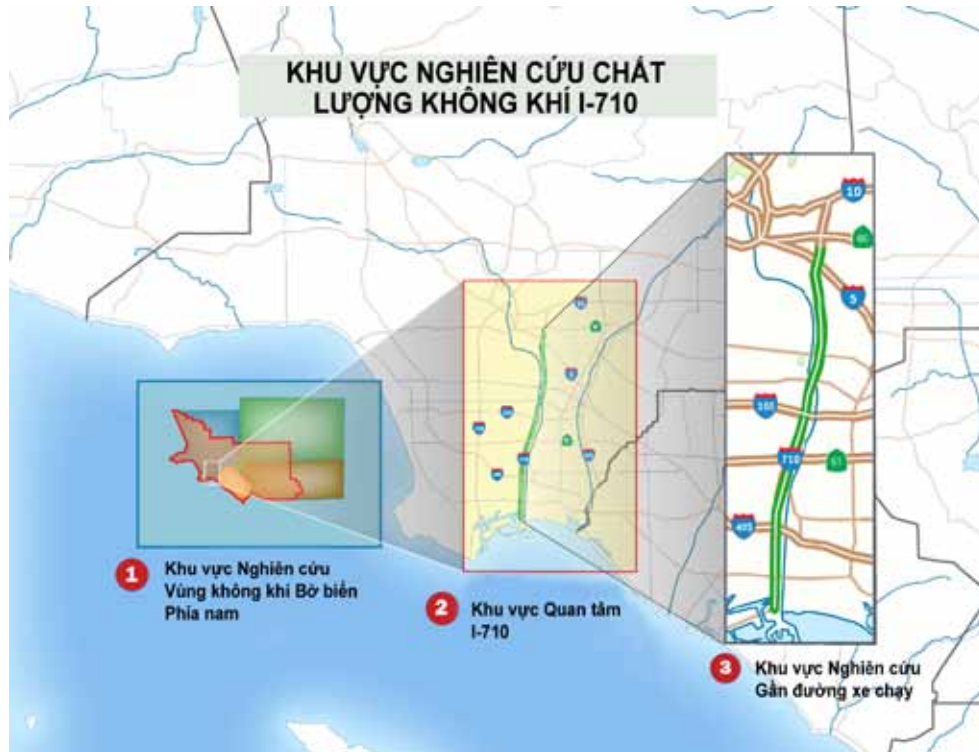 KHU VỰC NGHIÊN CỨU CHẤT
LƯỢNG KHÔNG KHÍ I-710
10
60
5
105
710
91
405
1
Khu vực Nghiên cứu
Vùng không khí Bờ biển
Phía nam
2
Khu vực Quan tâm
I-710
3
Khu vực Nghiên cứu
Gần đường xe chạy